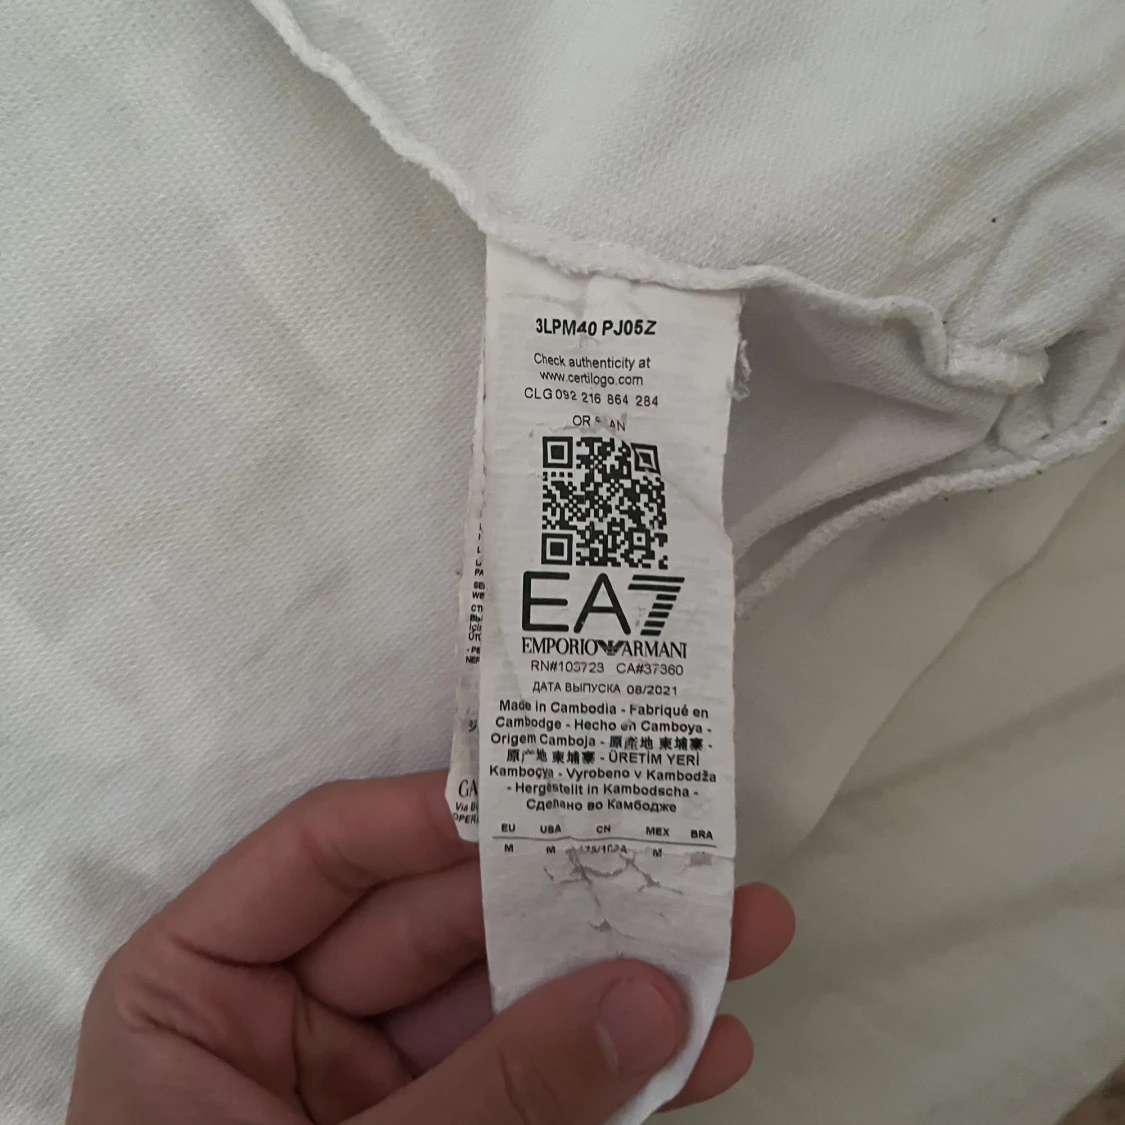 3LPM40 PJ05Z
Check authenticity at
www.certilogo.com
CLG 092 216 864 284
OR
EA7
EMPORIO ARMANI
RN#103723 CA#37360
ДАТА ВЫПУСКА 08/2021
Made in Cambodia - Fabriqué en
Cambodge - Hecho en Camboya -
Origem Camboja - 原產地 柬埔寨 -
原产地 柬埔寨 - ÜRETİM YERİ
Kamboçya - Vyrobeno v Kambodža
- Hergestellt in Kambodscha -
Сделано во Камбодже
EU USA CN MEX BRA
M M M